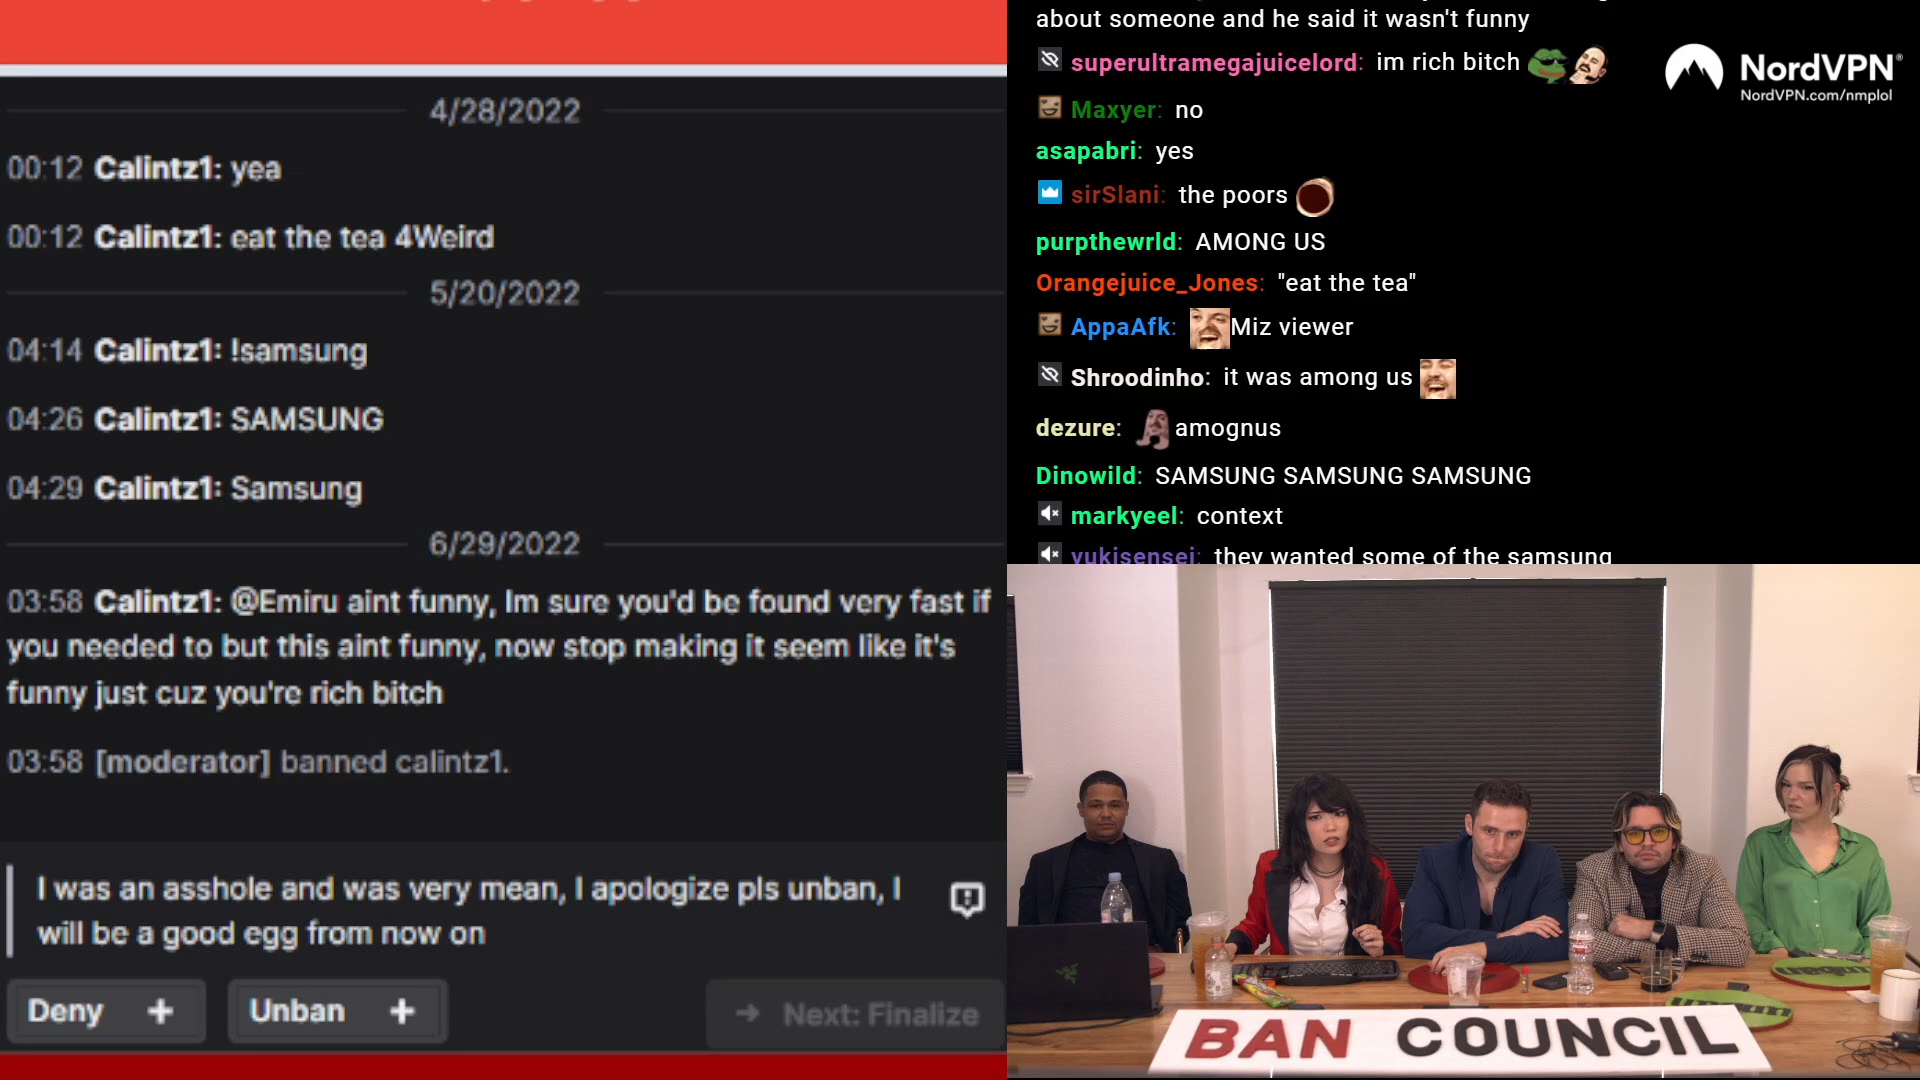 4/28/2022
00:12 Calintz1: yea
00:12 Calintz1: eat the tea 4Weird
5/20/2022
04:14 Calintz1: !samsung
04:26 Calintz1: SAMSUNG
04:29 Calintz1: Samsung
6/29/2022
03:58 Calintz1: @Emiru aint funny, Im sure you'd be found very fast if
you needed to but this aint funny, now stop making it seem like it's
funny just cuz you're rich bitch
03:58 [moderator] banned calintz1.
I was an asshole and was very mean, I apologize pls unban, I
will be a good egg from now on
Deny +
Unban +
→ Next: Finalize
about someone and he said it wasn't funny
superultramegajuicelord: im rich bitch
Maxyer: no
asapabri: yes
sirSlani: the poors
purpthewrld: AMONG US
Orangejuice_Jones: "eat the tea"
AppaAfk: Miz viewer
Shroodinho: it was among us
dezure: amognus
Dinowild: SAMSUNG SAMSUNG SAMSUNG
markyeel: context
yukisensei: they wanted some of the samsung
NordVPN®
NordVPN.com/nmplol
BAN COUNCIL